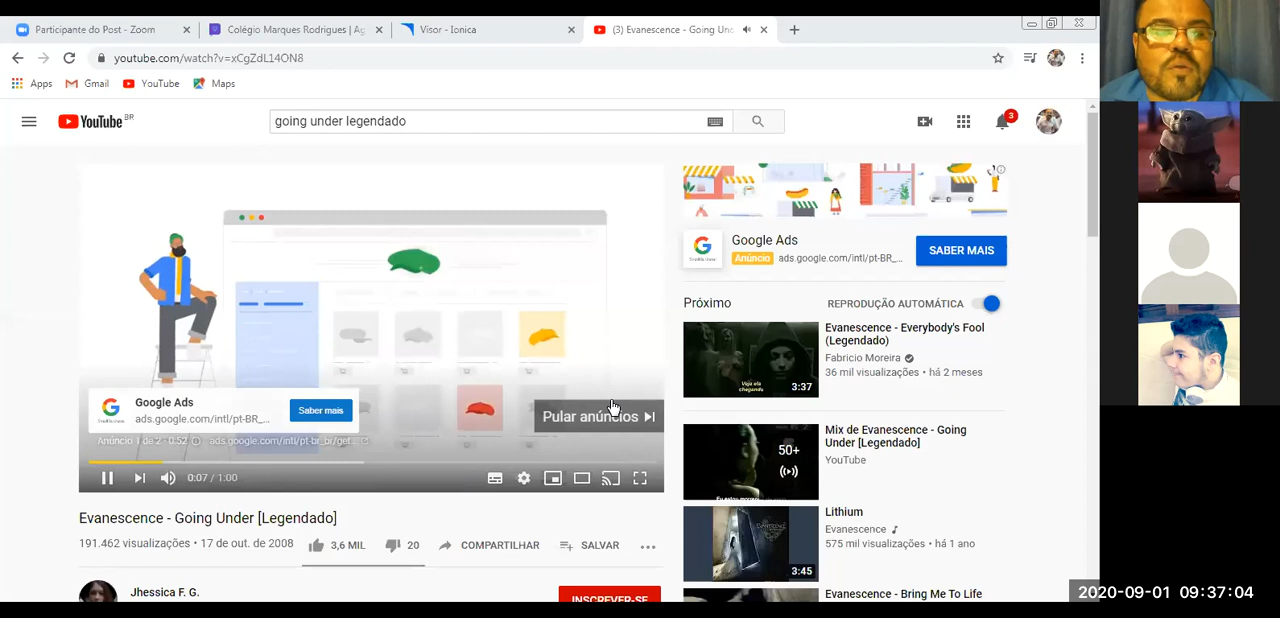 Participante do Post - Zoom
Colégio Marques Rodrigues | Ag
Visor - Ionica
(3) Evanescence - Going Und
youtube.com/watch?v=xCgZdL14ON8
Apps Gmail YouTube Maps
YouTube BR
going under legendado
3
Google Ads
Anúncio ads.google.com/intl/pt-BR_...
SABER MAIS
Próximo
REPRODUÇÃO AUTOMÁTICA
Evanescence - Everybody's Fool
(Legendado)
Fabricio Moreira
36 mil visualizações • há 2 meses
Veja ela
chegando
3:37
Mix de Evanescence - Going
Under [Legendado]
YouTube
50+
Lithium
Evanescence
575 mil visualizações • há 1 ano
3:45
Evanescence - Bring Me To Life
Google Ads
ads.google.com/intl/pt-BR_...
Saber mais
Pular anúncios
Anúncio 1 de 2 · 0:52 ads.google.com/intl/pt-br_br/get...
0:07 / 1:00
Evanescence - Going Under [Legendado]
191.462 visualizações • 17 de out. de 2008
3,6 MIL
20
COMPARTILHAR
SALVAR
Jhessica F. G.
INSCREVER-SE
2020-09-01 09:37:04